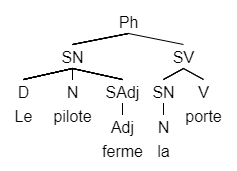 Ph
SN SV
D N SAdj SN V
Le pilote Adj N porte
ferme la